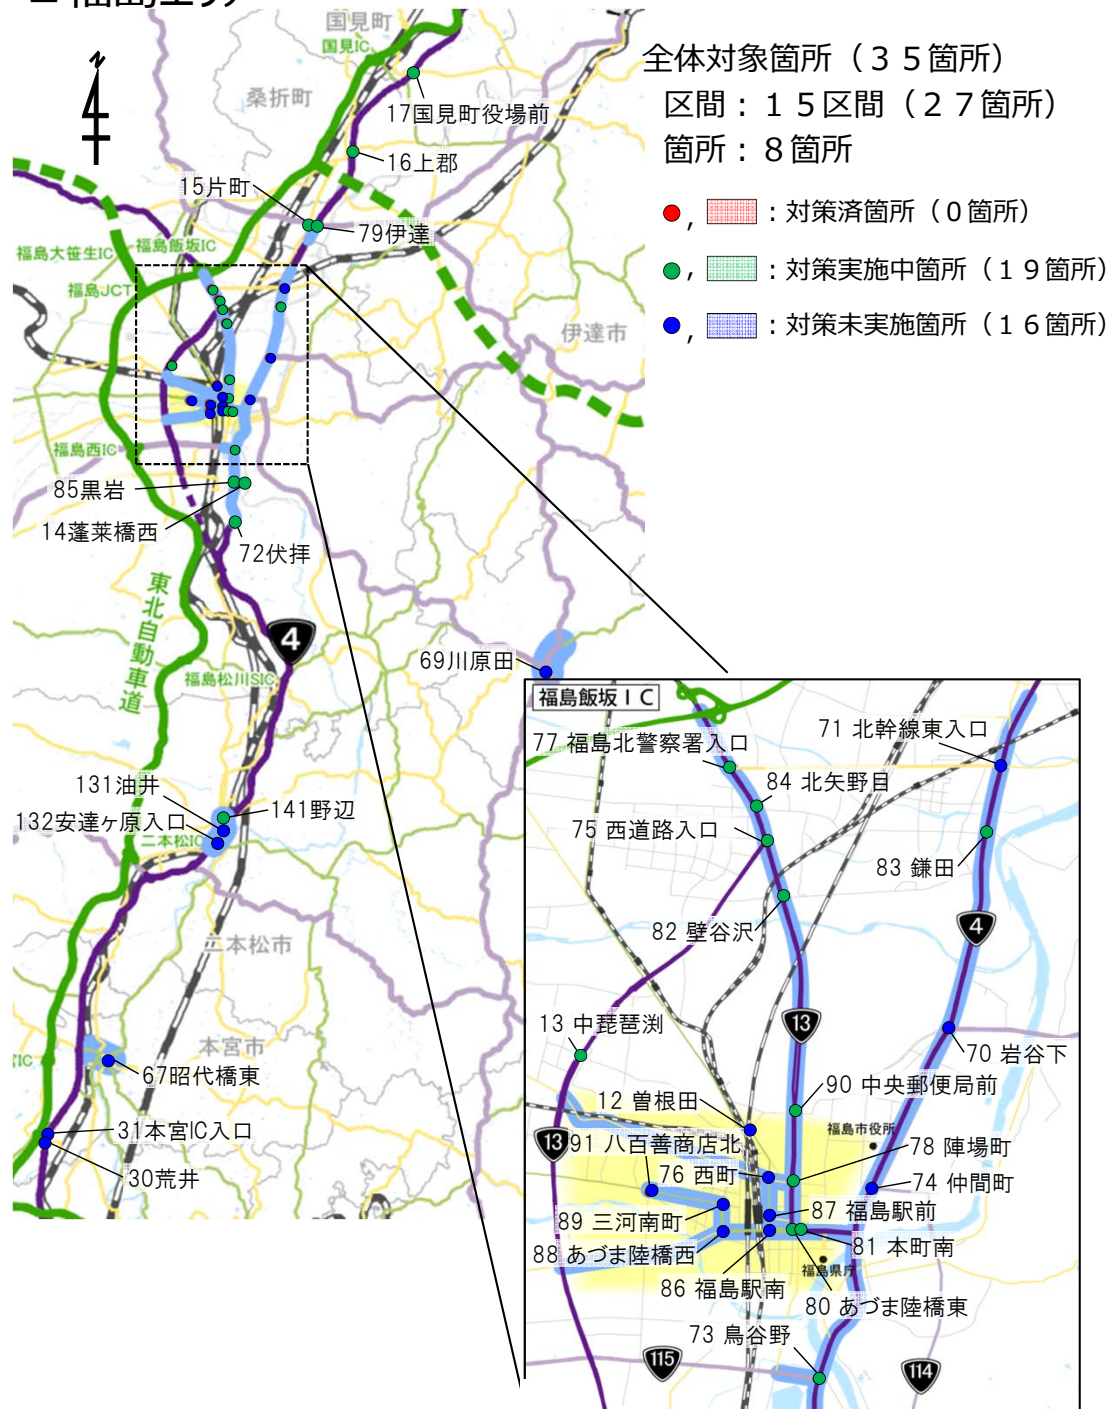 全体対象箇所（３５箇所）
区間：１５区間（２７箇所）
箇所：８箇所
，：対策済箇所（０箇所）
，：対策実施中箇所（１９箇所）
，：対策未実施箇所（１６箇所）
国見町
国見IC
桑折町
17国見町役場前
16上郡
15片町
79伊達
福島大笹生IC
福島飯坂IC
福島JCT
伊達市
福島西IC
85黒岩
14蓬莱橋西
72伏拝
東北自動車道
4
福島松川SIC
69川原田
131油井
141野辺
132安達ヶ原入口
二本松IC
二本松市
本宮市
67昭代橋東
31本宮IC入口
30荒井
福島飯坂ＩＣ
77 福島北警察署入口
71 北幹線東入口
84 北矢野目
75 西道路入口
83 鎌田
82 壁谷沢
4
13
13 中琵琶渕
70 岩谷下
90 中央郵便局前
12 曽根田
福島市役所
13
91 八百善商店北
78 陣場町
76 西町
74 仲間町
89 三河南町
87 福島駅前
88 あづま陸橋西
81 本町南
福島県庁
86 福島駅南
80 あづま陸橋東
73 鳥谷野
115
114